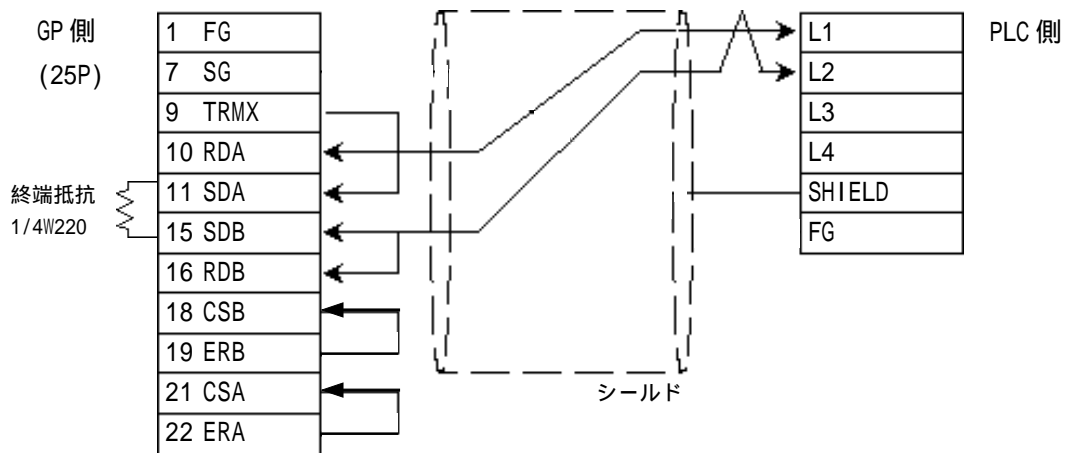 GP 側
(25P)
1 FG
7 SG
9 TRMX
10 RDA
11 SDA
15 SDB
16 RDB
18 CSB
19 ERB
21 CSA
22 ERA
終端抵抗
1/4W220
シールド
L1
L2
L3
L4
SHIELD
FG
PLC 側